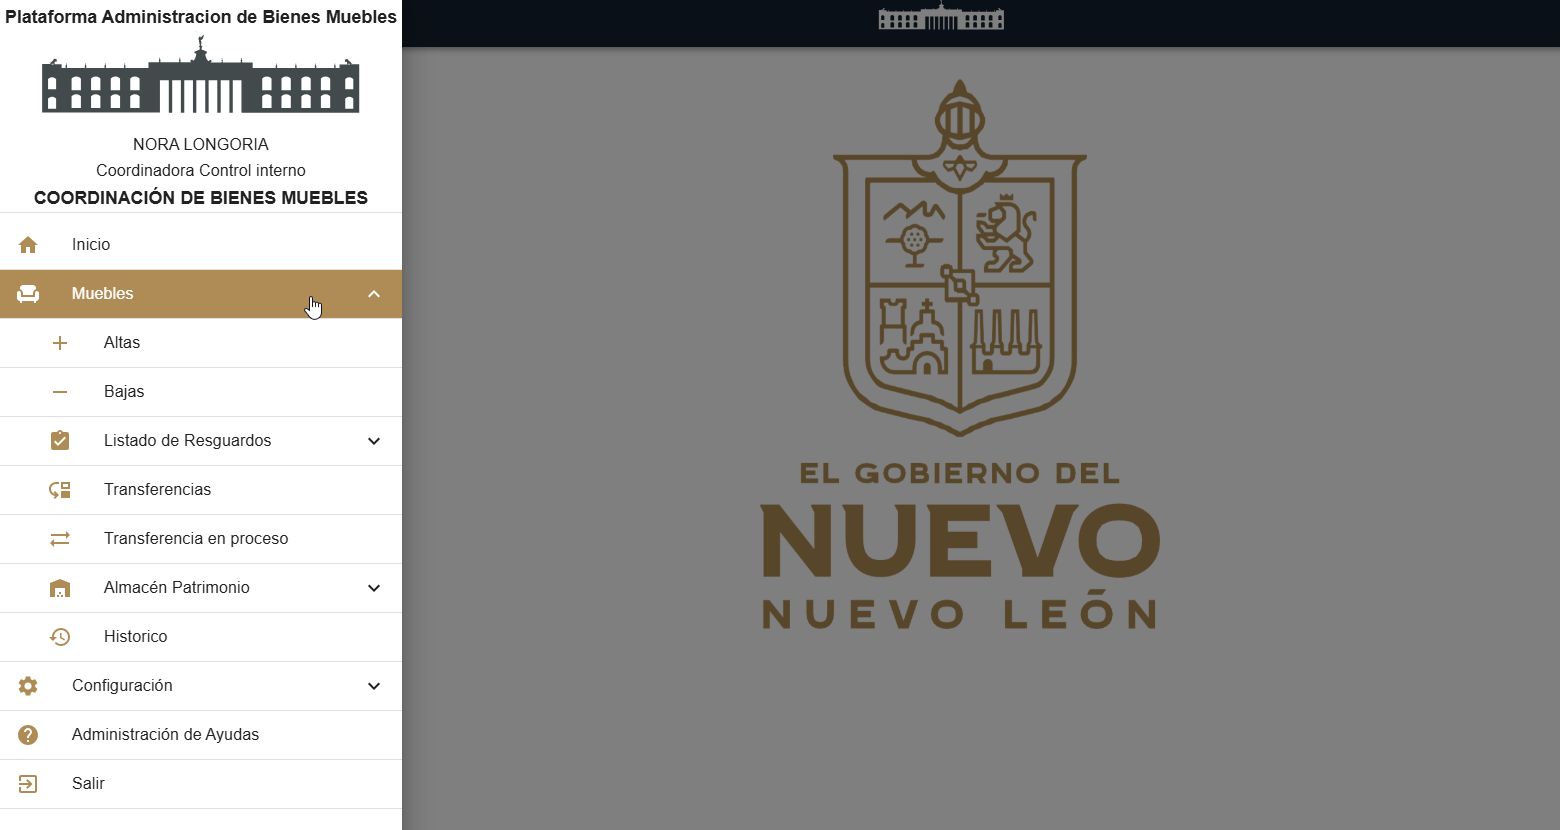 Plataforma Administracion de Bienes Muebles
NORA LONGORIA
Coordinadora Control interno
COORDINACIÓN DE BIENES MUEBLES
Inicio
Muebles
Altas
Bajas
Listado de Resguardos
Transferencias
Transferencia en proceso
Almacén Patrimonio
Historico
Configuración
Administración de Ayudas
Salir
EL GOBIERNO DEL
NUEVO
NUEVO LEÓN